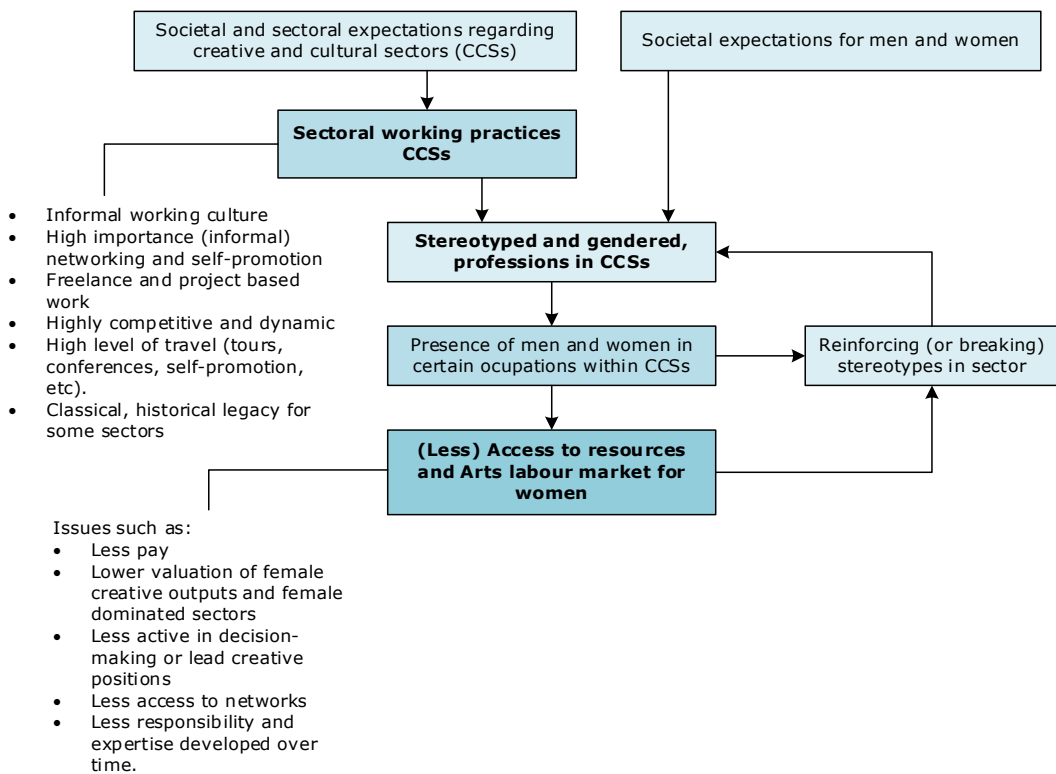 Societal and sectoral expectations regarding
creative and cultural sectors (CCSs)
Societal expectations for men and women
Sectoral working practices
CCSs
• Informal working culture
• High importance (informal)
networking and self-promotion
• Freelance and project based
work
• Highly competitive and dynamic
• High level of travel (tours,
conferences, self-promotion,
etc).
• Classical, historical legacy for
some sectors
Stereotyped and gendered,
professions in CCSs
Presence of men and women in
certain ocupations within CCSs
Reinforcing (or breaking)
stereotypes in sector
(Less) Access to resources
and Arts labour market for
women
Issues such as:
• Less pay
• Lower valuation of female
creative outputs and female
dominated sectors
• Less active in decision-
making or lead creative
positions
• Less access to networks
• Less responsibility and
expertise developed over
time.